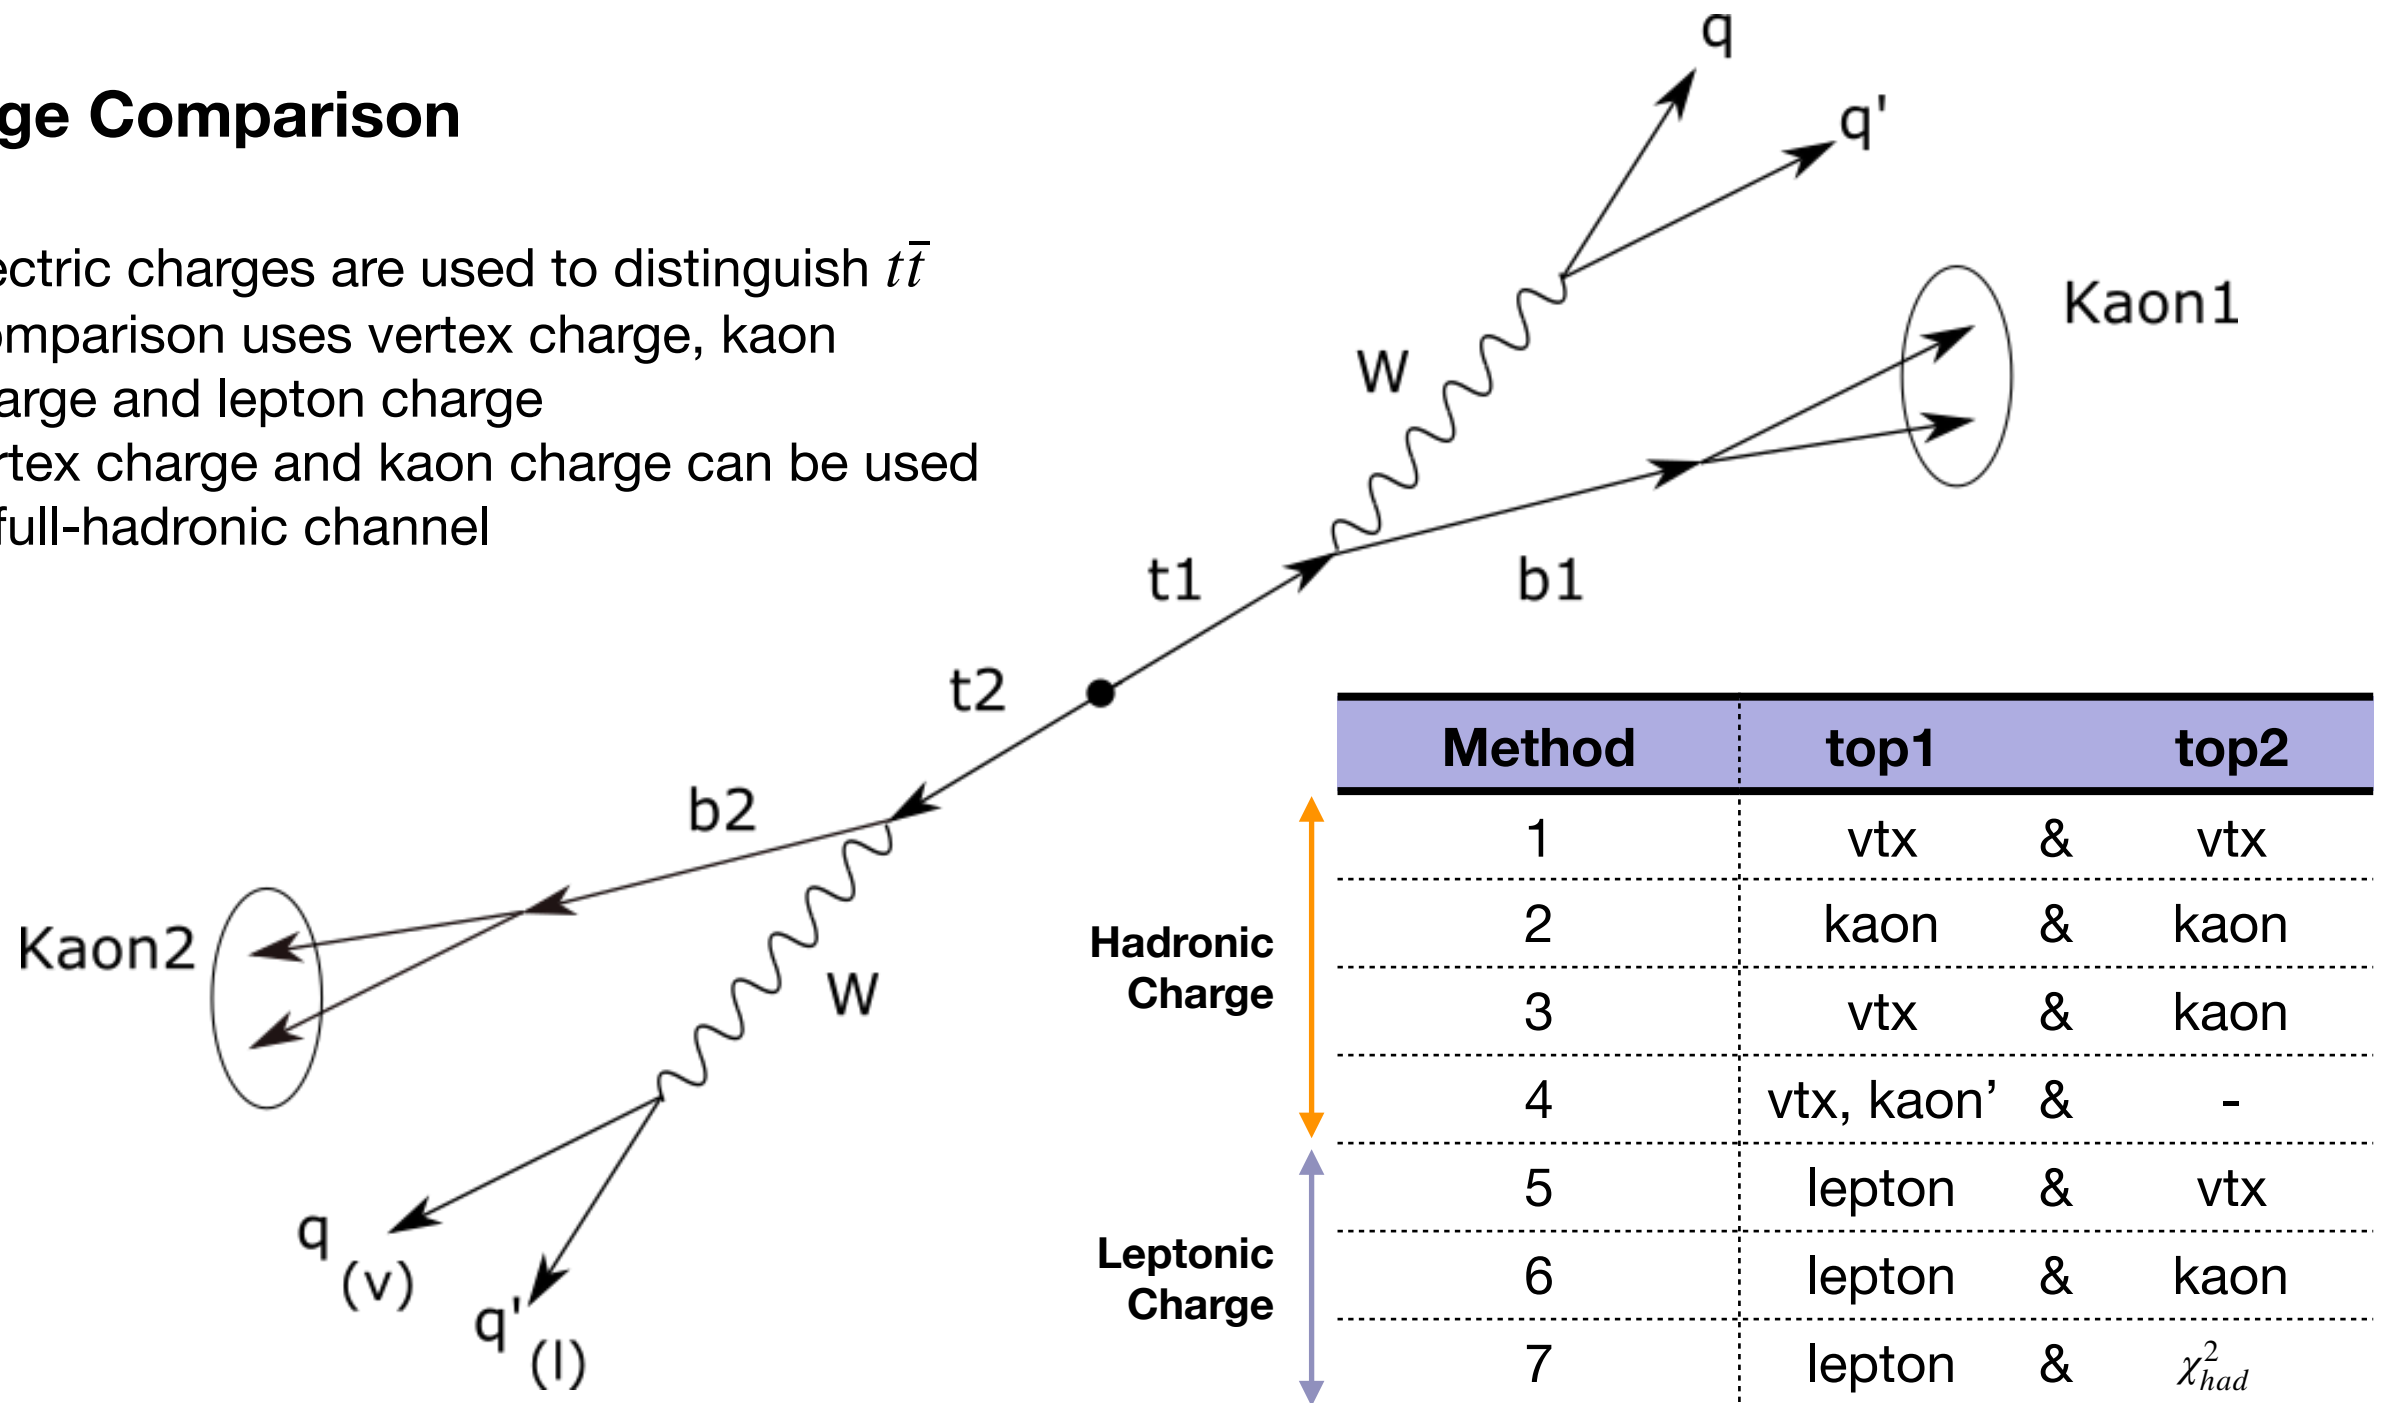 ge Comparison
ectric charges are used to distinguish tt̄
omparison uses vertex charge, kaon
arge and lepton charge
rtex charge and kaon charge can be used
full-hadronic channel
q
q'
Kaon1
W
t1
b1
t2
b2
Kaon2
W
q
(v)
q'
(l)
Method top1 top2
1 vtx & vtx
2 kaon & kaon
3 vtx & kaon
4 vtx, kaon’ & -
5 lepton & vtx
6 lepton & kaon
7 lepton & χ²had
Hadronic
Charge
Leptonic
Charge